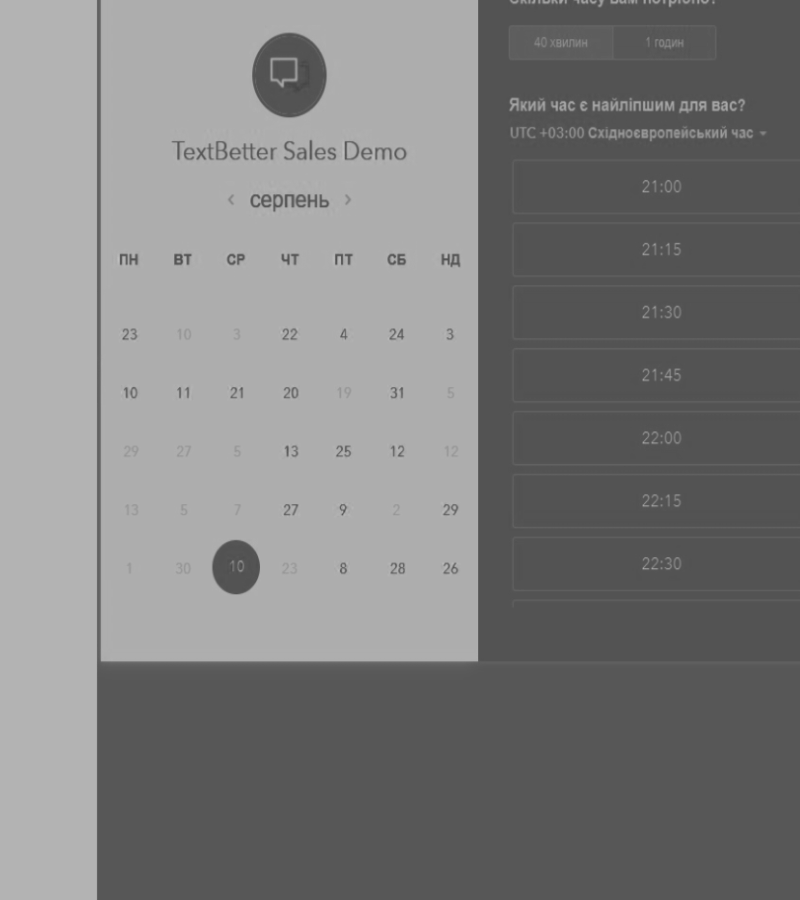 Скільки часу вам потрібно?
40 хвилин 1 годин
TextBetter Sales Demo
‹ серпень ›
ПН ВТ СР ЧТ ПТ СБ НД
23 10 3 22 4 24 3
10 11 21 20 19 31 5
29 27 5 13 25 12 12
13 5 7 27 9 2 29
1 30 10 23 8 28 26
Який час є найліпшим для вас?
UTC +03:00 Східноєвропейський час
21:00
21:15
21:30
21:45
22:00
22:15
22:30